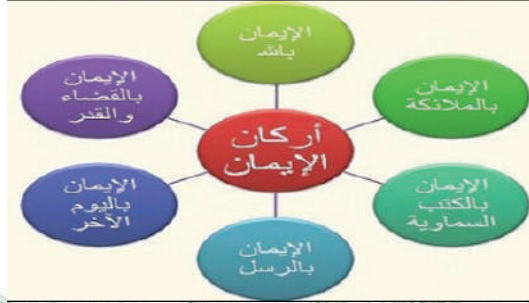 أركان
الإيمان
الإيمان
بالله
الإيمان
بالملائكة
الإيمان
بالكتب
السماوية
الإيمان
بالرسل
الإيمان
باليوم
الآخر
الإيمان
بالقضاء
والقدر